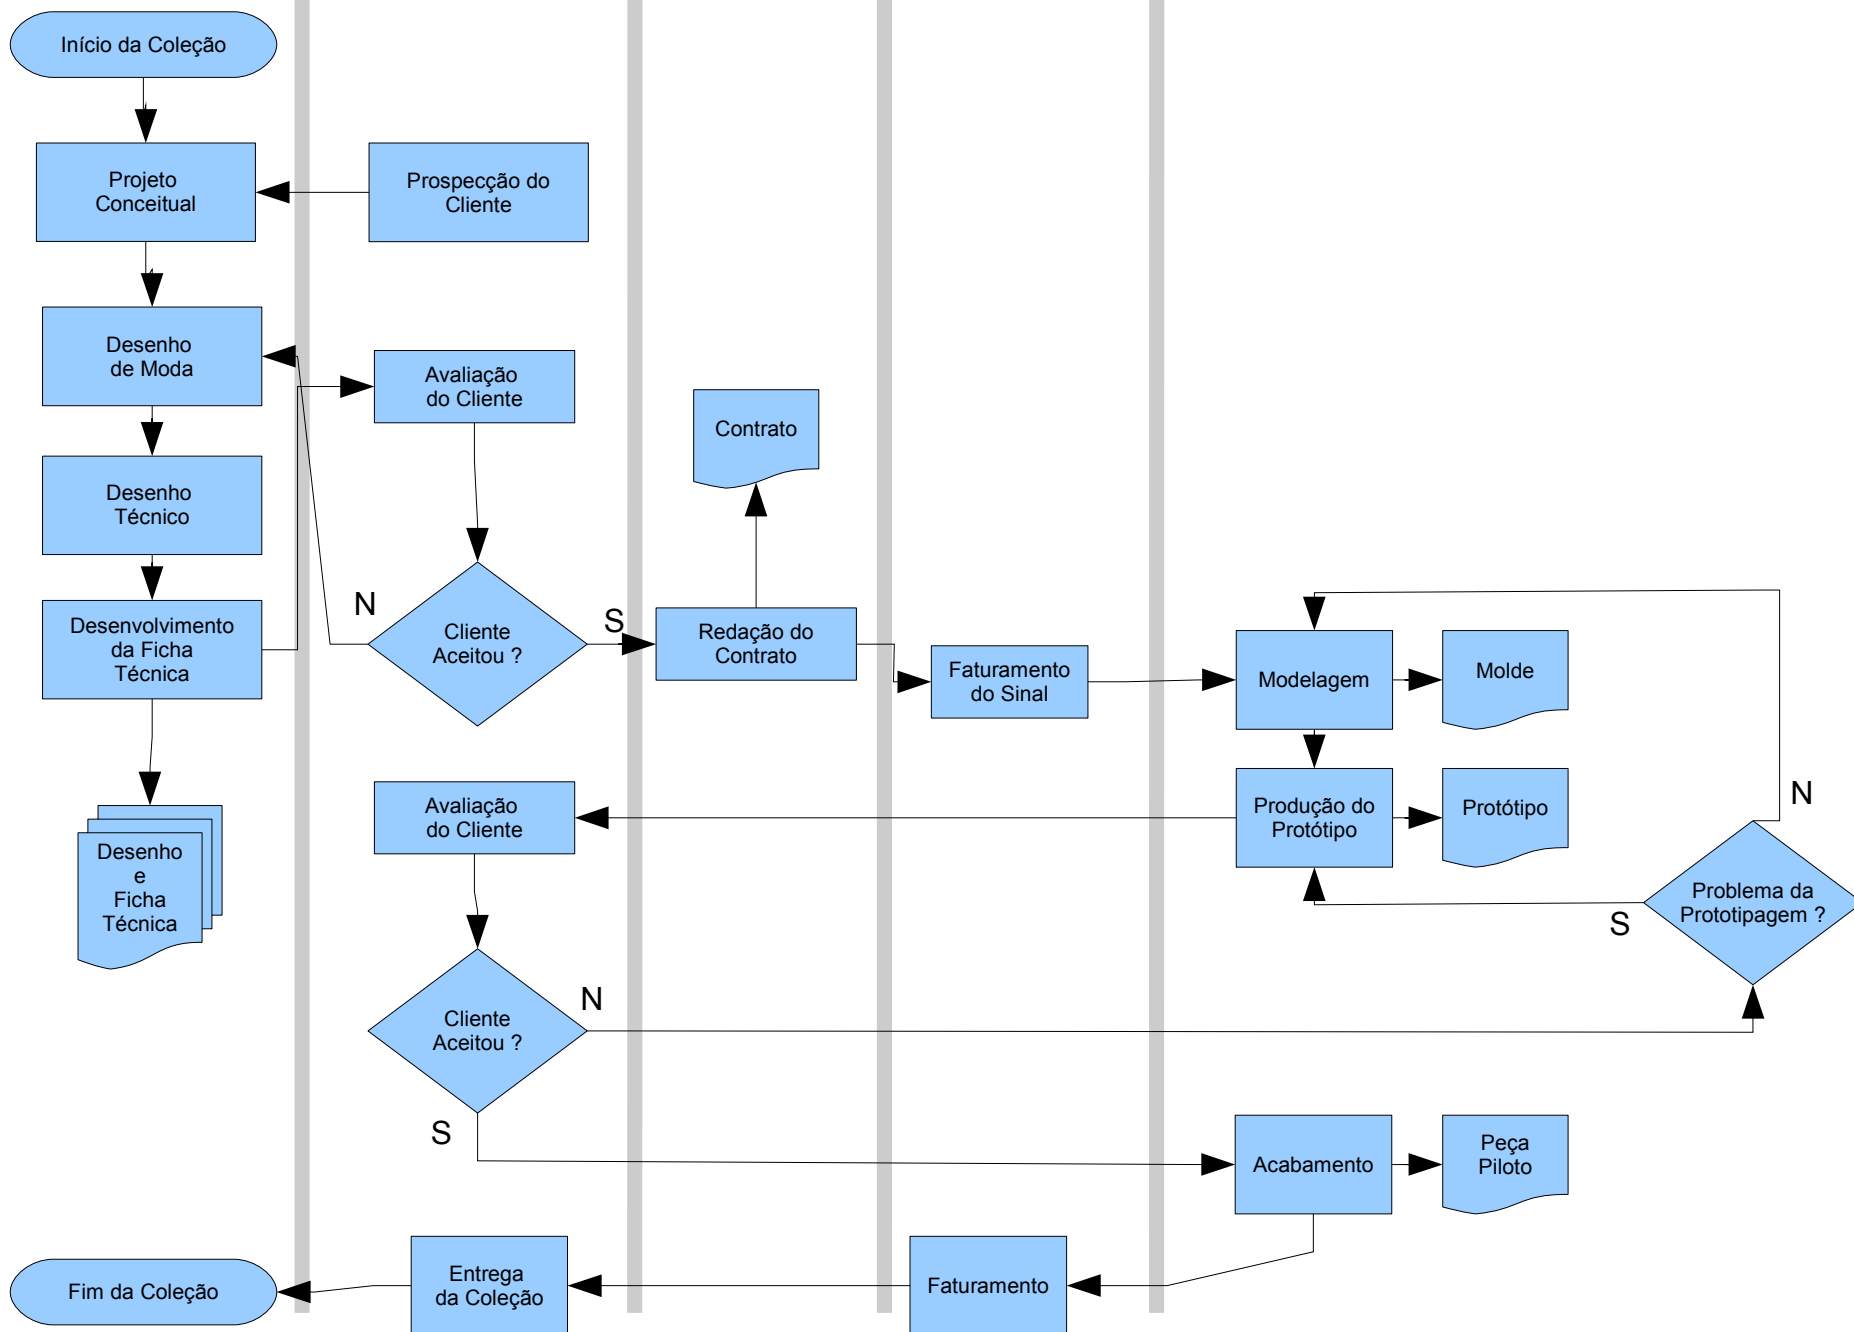 Início da Coleção
Projeto
Conceitual
Prospecção do
Cliente
Desenho
de Moda
Avaliação
do Cliente
Contrato
Desenho
Técnico
N
Cliente
Aceitou ?
S
Redação do
Contrato
Desenvolvimento
da Ficha
Técnica
Faturamento
do Sinal
Modelagem
Molde
Avaliação
do Cliente
Produção do
Protótipo
Protótipo
N
Desenho
e
Ficha
Técnica
Problema da
Prototipagem ?
S
Cliente
Aceitou ?
N
S
Acabamento
Peça
Piloto
Fim da Coleção
Entrega
da Coleção
Faturamento